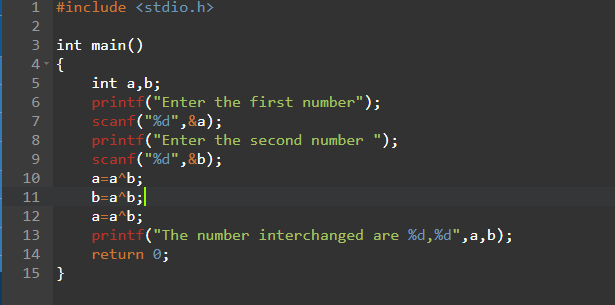 1 #include <stdio.h>
2
3 int main()
4 {
5 int a,b;
6 printf("Enter the first number");
7 scanf("%d",&a);
8 printf("Enter the second number ");
9 scanf("%d",&b);
10 a=a^b;
11 b=a^b;
12 a=a^b;
13 printf("The number interchanged are %d,%d",a,b);
14 return 0;
15 }